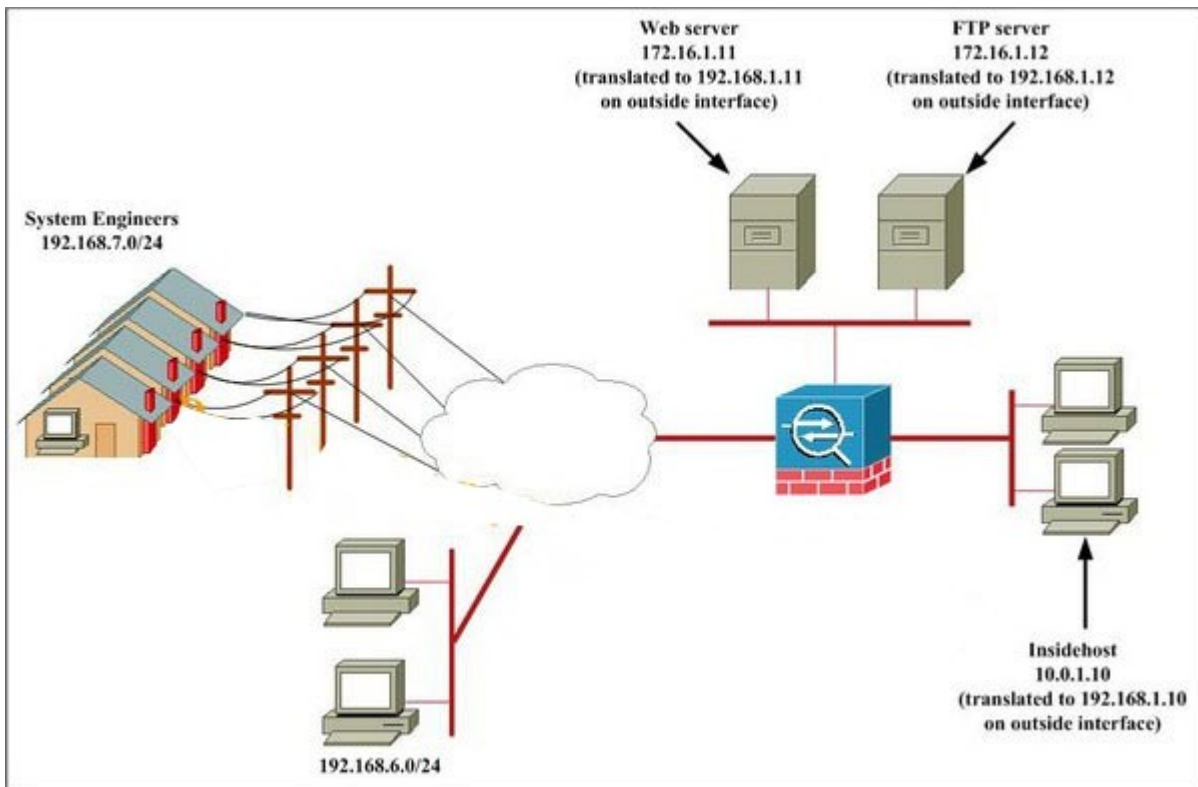 Web server
172.16.1.11
(translated to 192.168.1.11
on outside interface)
FTP server
172.16.1.12
(translated to 192.168.1.12
on outside interface)
System Engineers
192.168.7.0/24
Insidehost
10.0.1.10
(translated to 192.168.1.10
on outside interface)
192.168.6.0/24